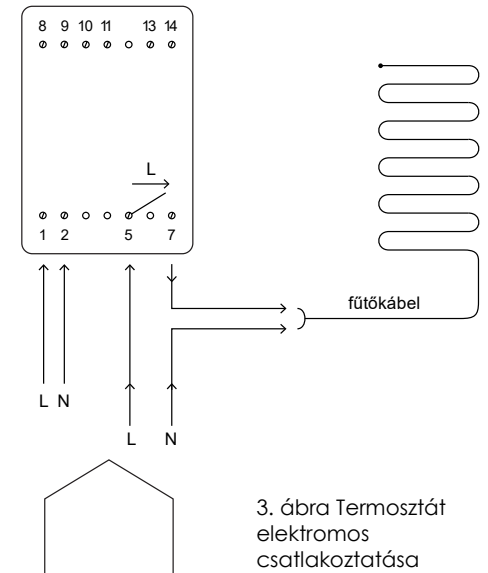 8 9 10 11 13 14
L
1 2 5 7
fűtőkábel
L N
L N
3. ábra Termosztát
elektromos
csatlakoztatása